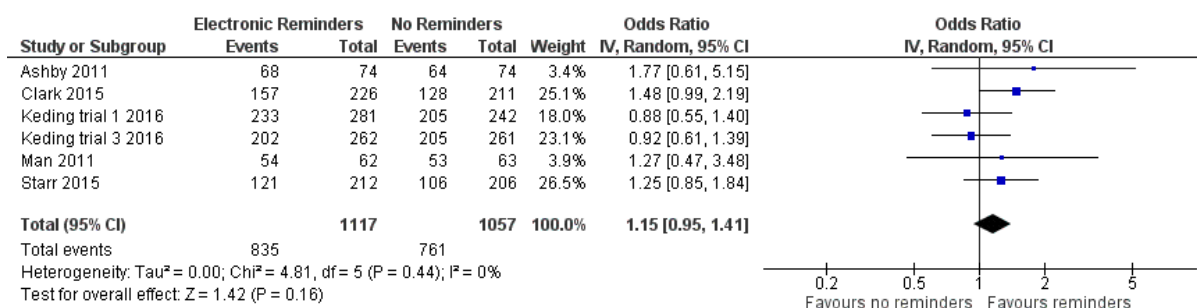 Electronic Reminders No Reminders Odds Ratio Odds Ratio
Study or Subgroup Events Total Events Total Weight IV, Random, 95% CI IV, Random, 95% CI
Ashby 2011 68 74 64 74 3.4% 1.77 [0.61, 5.15]
Clark 2015 157 226 128 211 25.1% 1.48 [0.99, 2.19]
Keding trial 1 2016 233 281 205 242 18.0% 0.88 [0.55, 1.40]
Keding trial 3 2016 202 262 205 261 23.1% 0.92 [0.61, 1.39]
Man 2011 54 62 53 63 3.9% 1.27 [0.47, 3.48]
Starr 2015 121 212 106 206 26.5% 1.25 [0.85, 1.84]
Total (95% CI) 1117 1057 100.0% 1.15 [0.95, 1.41]
Total events 835 761
Heterogeneity: Tau² = 0.00; Chi² = 4.81, df = 5 (P = 0.44); I² = 0%
Test for overall effect: Z = 1.42 (P = 0.16)
0.2 0.5 1 2 5
Favours no reminders Favours reminders